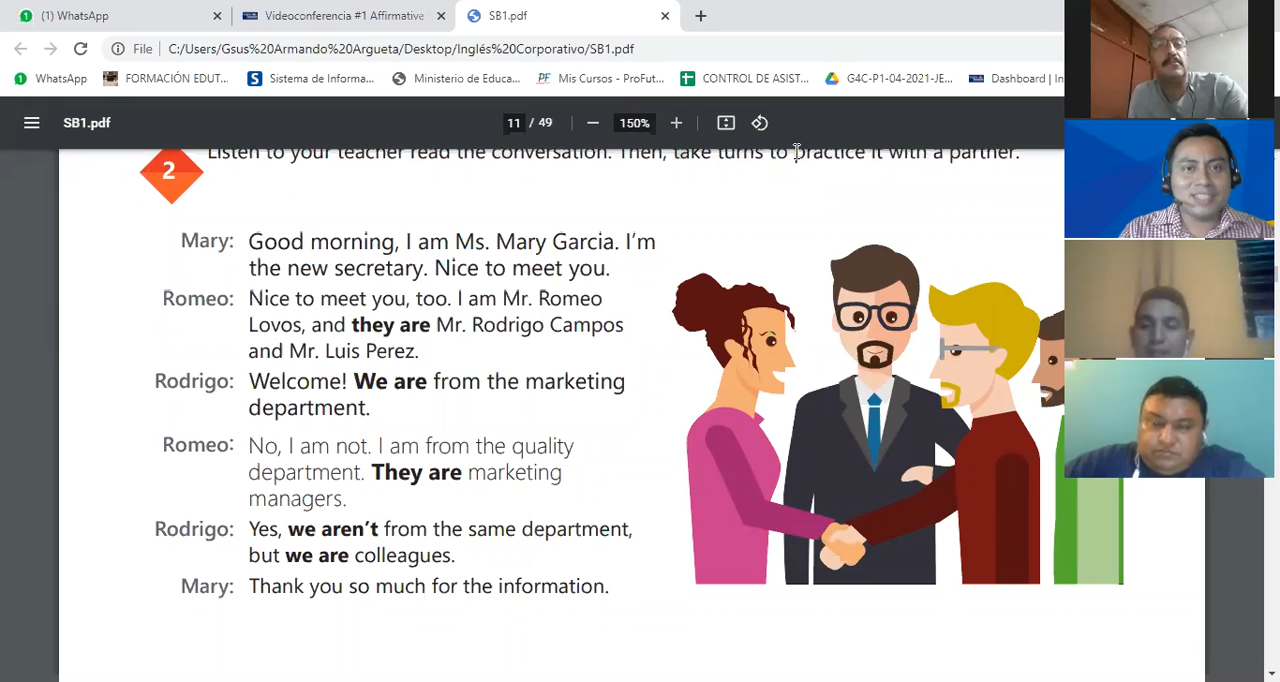 (1) WhatsApp
Videoconferencia #1 Affirmative
SB1.pdf
File
C:/Users/Gsus%20Armando%20Argueta/Desktop/Inglés%20Corporativo/SB1.pdf
WhatsApp
FORMACIÓN EDUT...
Sistema de Informa...
Ministerio de Educa...
PF Mis Cursos - ProFut...
CONTROL DE ASIST...
G4C-P1-04-2021-JE...
Dashboard | In
SB1.pdf
11 / 49
150%
2
Listen to your teacher read the conversation. Then, take turns to practice it with a partner.
Mary: Good morning, I am Ms. Mary Garcia. I'm
the new secretary. Nice to meet you.
Romeo: Nice to meet you, too. I am Mr. Romeo
Lovos, and they are Mr. Rodrigo Campos
and Mr. Luis Perez.
Rodrigo: Welcome! We are from the marketing
department.
Romeo: No, I am not. I am from the quality
department. They are marketing
managers.
Rodrigo: Yes, we aren't from the same department,
but we are colleagues.
Mary: Thank you so much for the information.